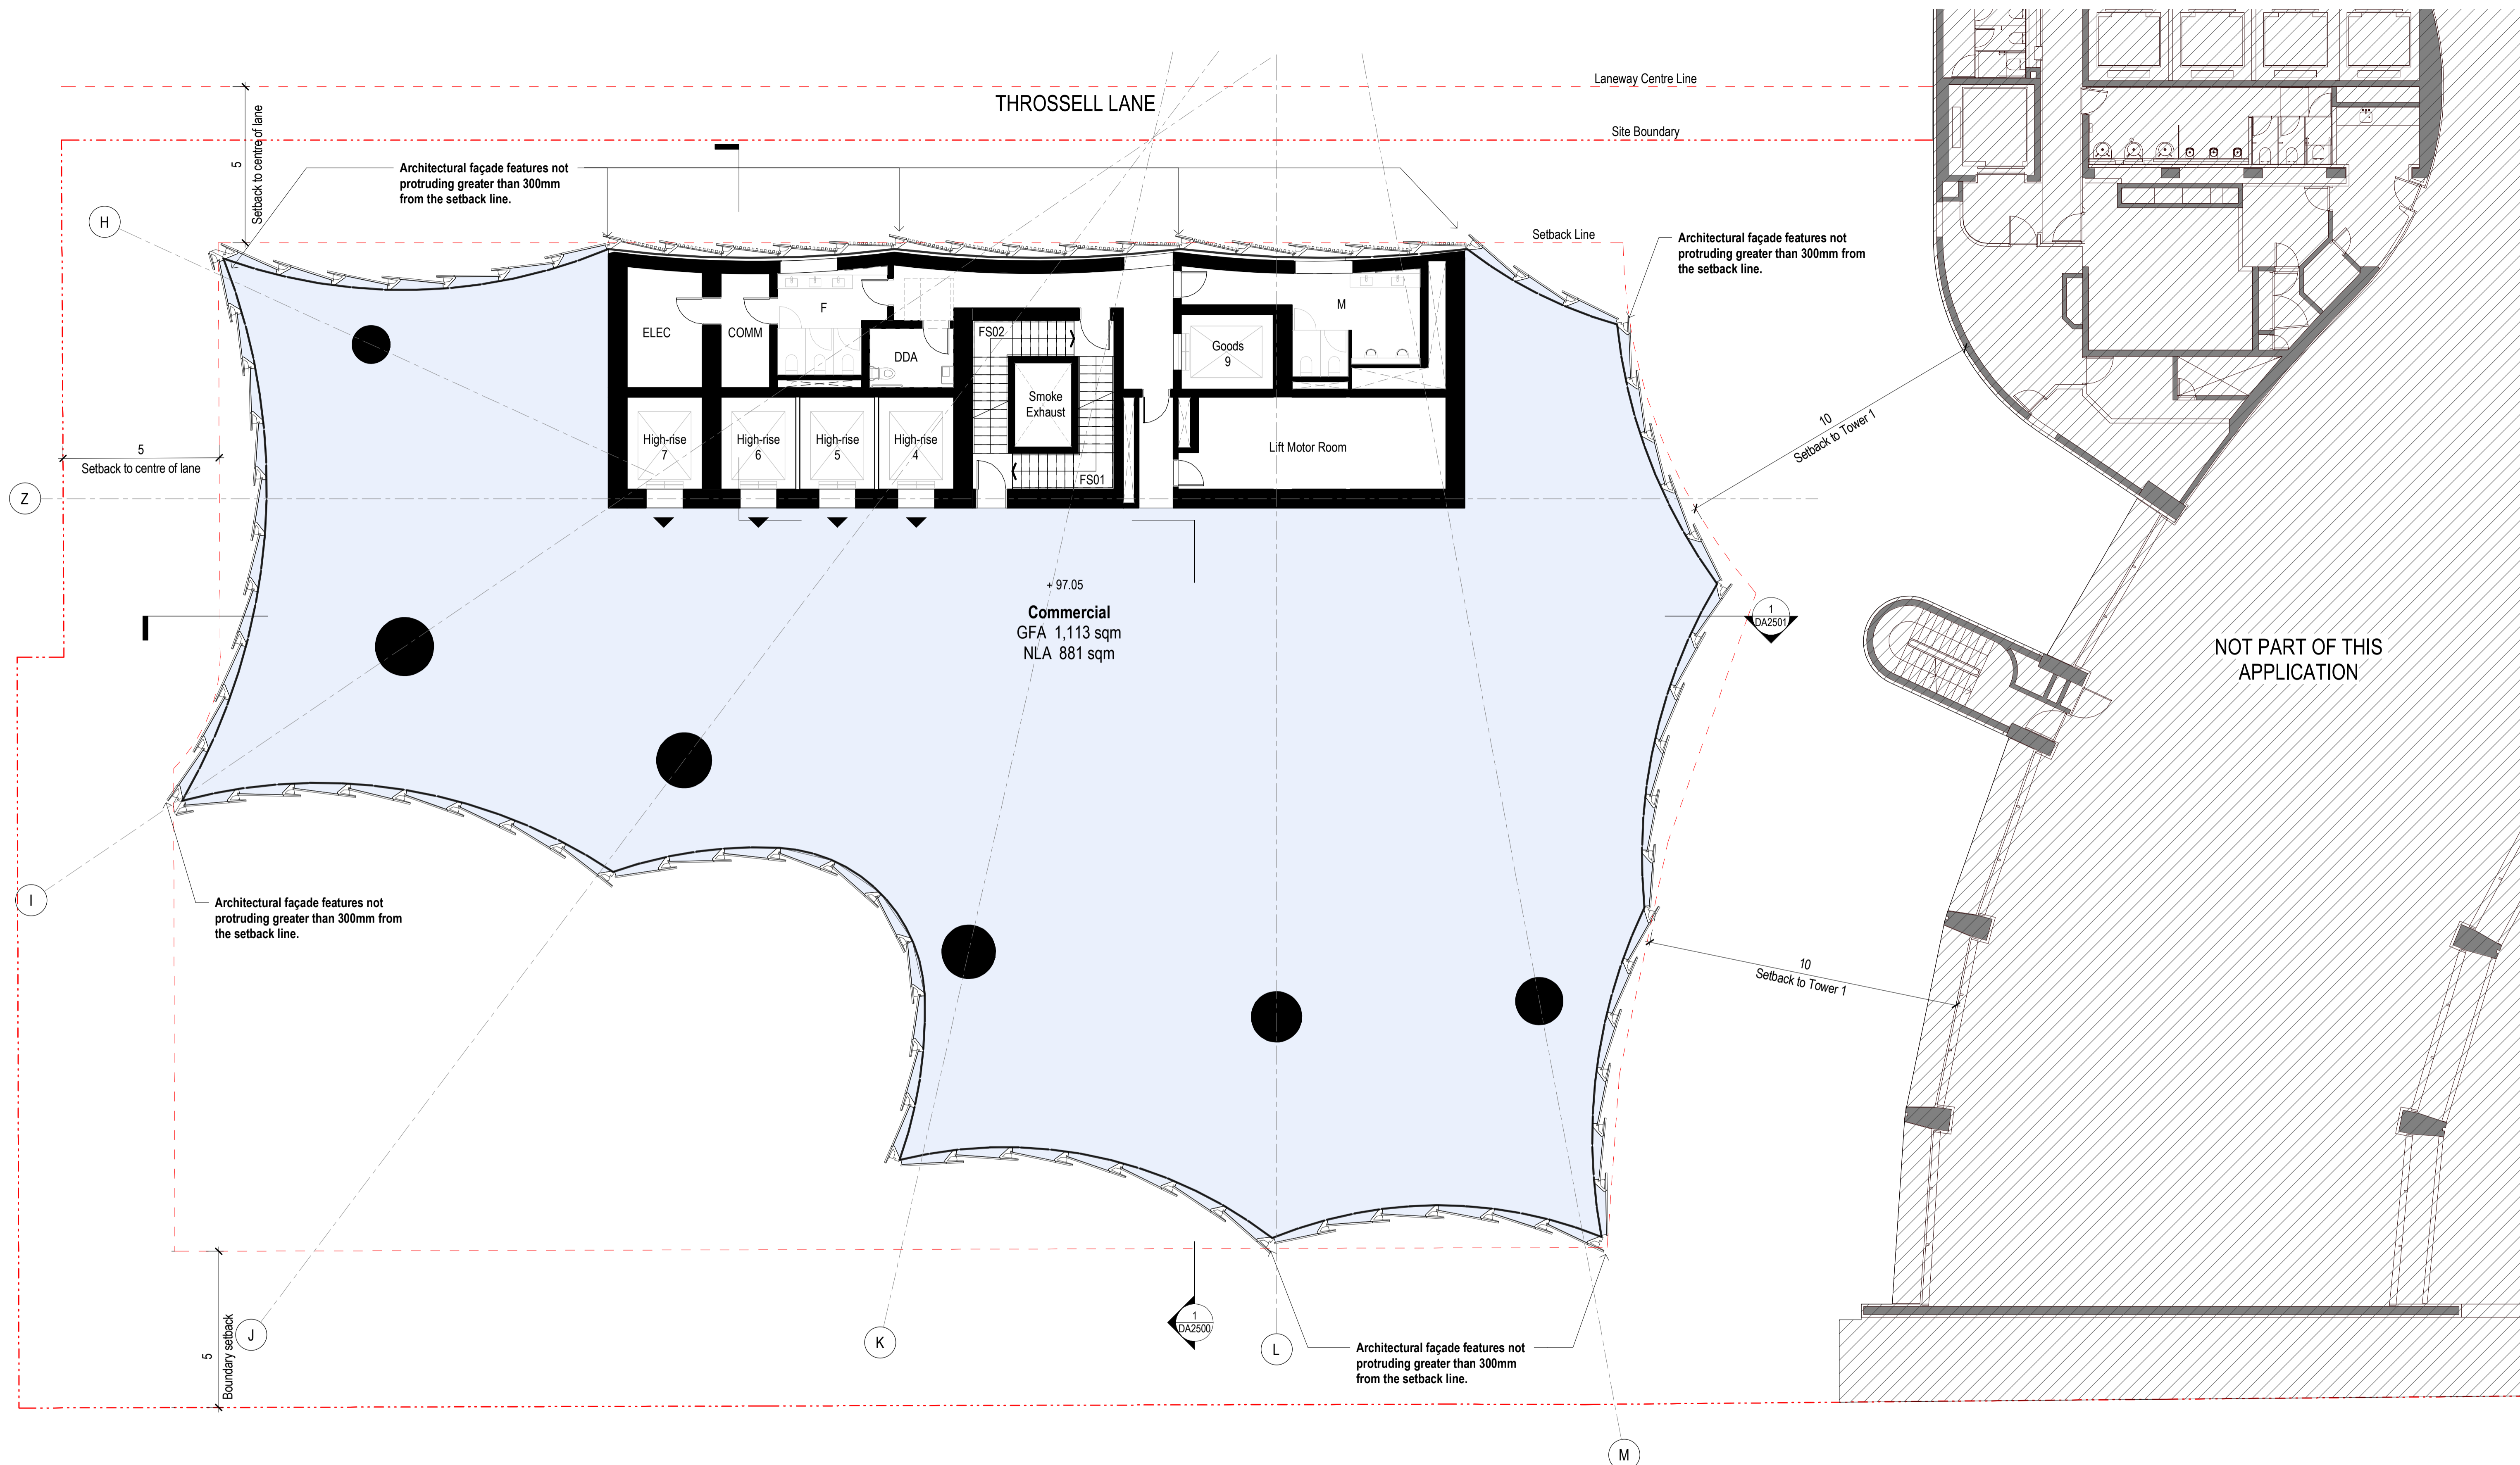 Laneway Centre Line
THROSSELL LANE
Site Boundary
5
Setback to centre of lane
Architectural façade features not
protruding greater than 300mm
from the setback line.
H
Setback Line
Architectural façade features not
protruding greater than 300mm from
the setback line.
ELEC
COMM
F
DDA
FS02
Smoke
Exhaust
FS01
Goods
9
M
Lift Motor Room
High-rise
7
High-rise
6
High-rise
5
High-rise
4
10
Setback to Tower 1
5
Setback to centre of lane
Z
+ 97.05
Commercial
GFA 1,113 sqm
NLA 881 sqm
1
DA2501
NOT PART OF THIS
APPLICATION
I
Architectural façade features not
protruding greater than 300mm from
the setback line.
10
Setback to Tower 1
5
Boundary setback
J
K
1
DA2500
L
Architectural façade features not
protruding greater than 300mm
from the setback line.
M